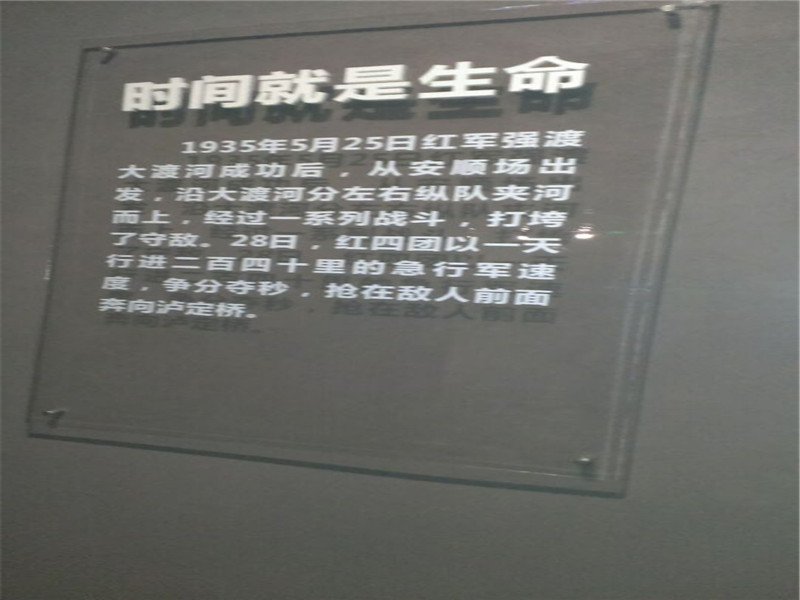 时间就是生命
1935年5月25日红军强渡
大渡河成功后，从安顺场出
发，沿大渡河分左右纵队夹河
而上，经过一系列战斗，打垮
了守敌。28日，红四团以一天
行进二百四十里的急行军速
度，争分夺秒，抢在敌人前面
奔向泸定桥。